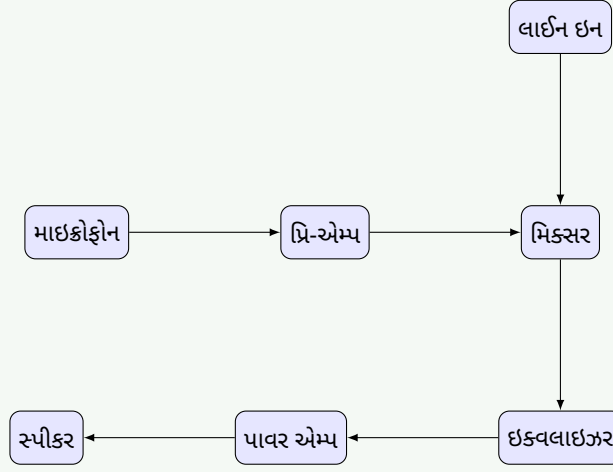 લાઈન ઇન
માઇક્રોફોન
પ્રિ-એમ્પ
મિક્સર
સ્પીકર
પાવર એમ્પ
ઇક્વલાઇઝર